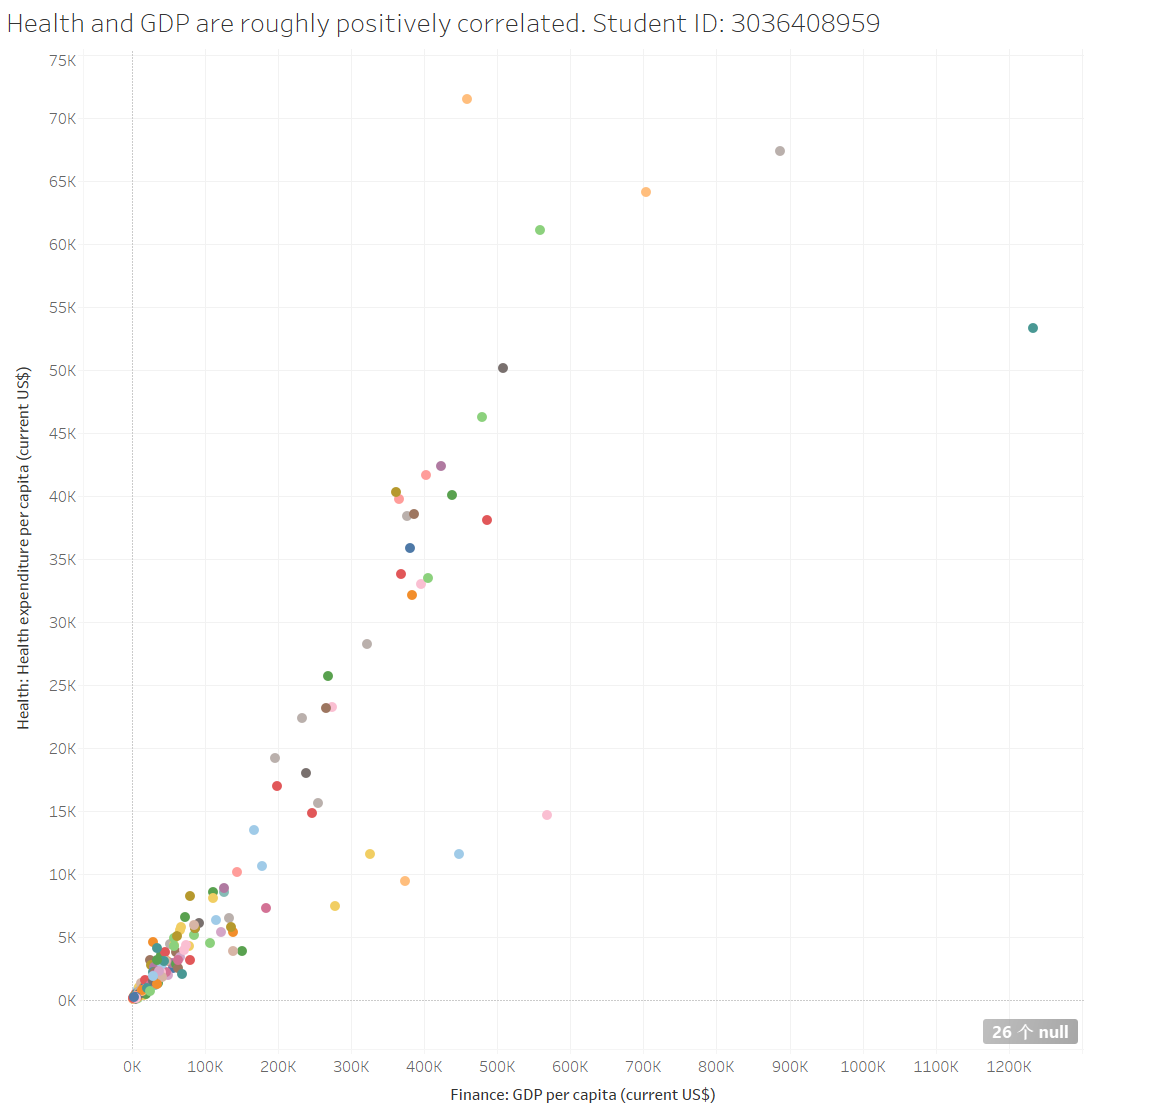 Health and GDP are roughly positively correlated. Student ID: 3036408959
75K
70K
65K
60K
55K
50K
45K
40K
35K
30K
25K
20K
15K
10K
5K
0K
Health: Health expenditure per capita (current US$)
26 个 null
0K 100K 200K 300K 400K 500K 600K 700K 800K 900K 1000K 1100K 1200K
Finance: GDP per capita (current US$)